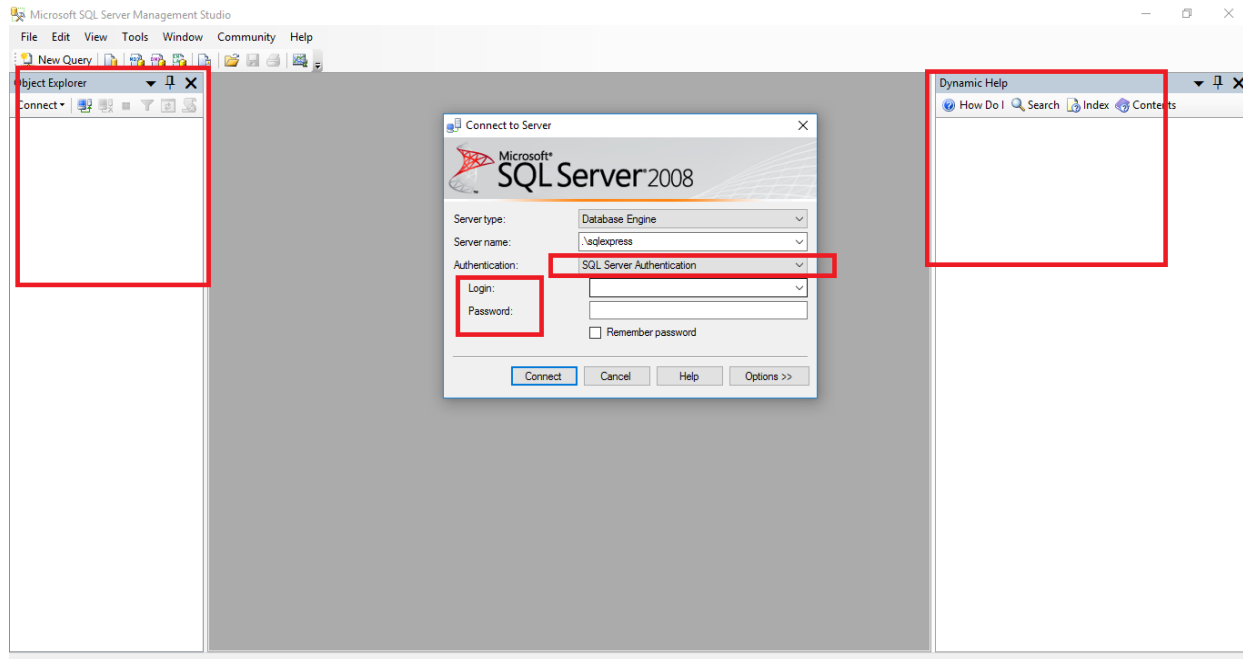 Microsoft SQL Server Management Studio
File Edit View Tools Window Community Help
New Query
Object Explorer
Connect
Dynamic Help
How Do I Search Index Contents
Connect to Server
Microsoft
SQL Server 2008
Server type: Database Engine
Server name: .\sqlexpress
Authentication: SQL Server Authentication
Login:
Password:
Remember password
Connect Cancel Help Options >>